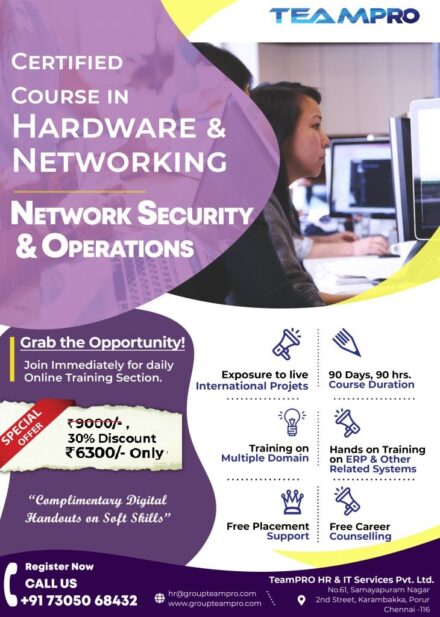 TEAMPRO
CERTIFIED
COURSE IN
HARDWARE &
NETWORKING
NETWORK SECURITY
& OPERATIONS
Grab the Opportunity!
Join Immediately for daily
Online Training Section.
SPECIAL
OFFER
₹9000/- ,
30% Discount
₹6300/- Only
"Complimentary Digital
Handouts on Soft Skills"
Exposure to live
International Projets
90 Days, 90 hrs.
Course Duration
Training on
Multiple Domain
Hands on Training
on ERP & Other
Related Systems
Free Placement
Support
Free Career
Counselling
Register Now
CALL US
+91 73050 68432
hr@groupteampro.com
www.groupteampro.com
TeamPRO HR & IT Services Pvt. Ltd.
No.61, Samayapuram Nagar
2nd Street, Karambakka, Porur
Chennai -116